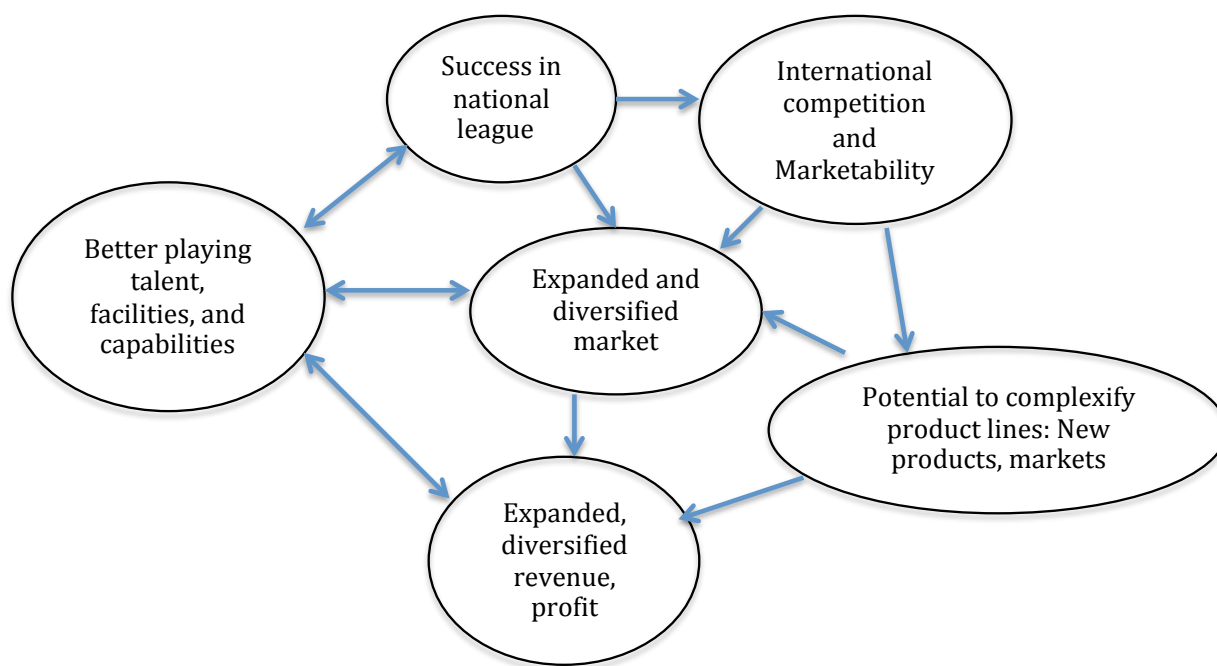 Success in
national
league
International
competition
and
Marketability
Better playing
talent,
facilities, and
capabilities
Expanded and
diversified
market
Potential to complexify
product lines: New
products, markets
Expanded,
diversified
revenue,
profit